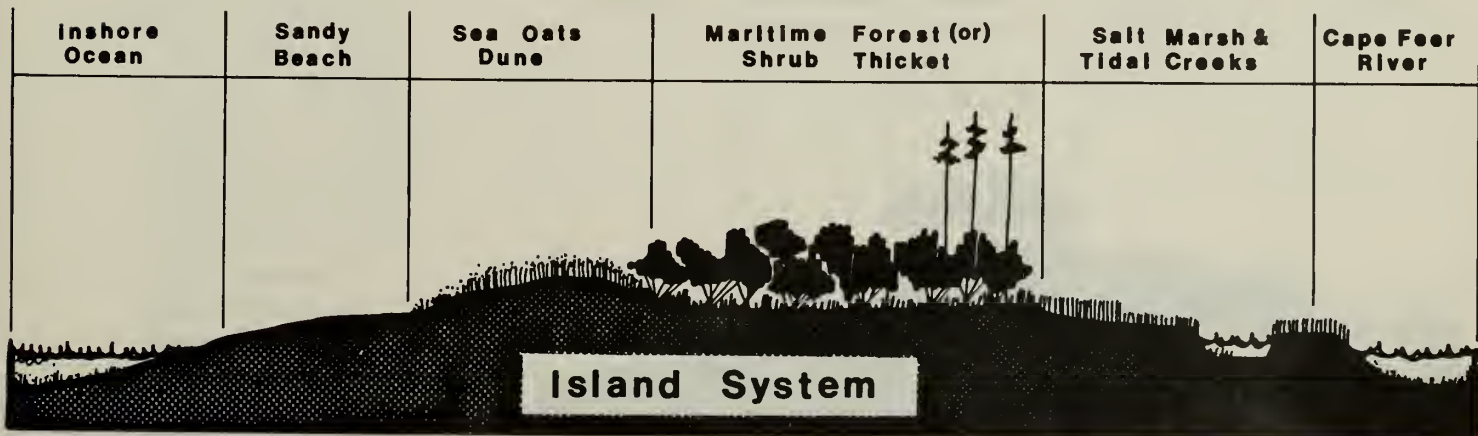 Inshore
Ocean
Sandy
Beach
Sea Oats
Dune
Maritime Forest (or)
Shrub Thicket
Salt Marsh &
Tidal Creeks
Cape Feer
River
Island System